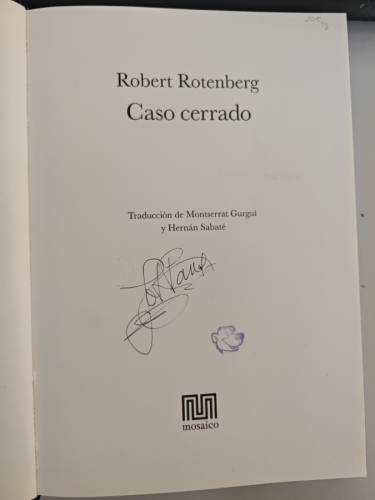 Robert Rotenberg
Caso cerrado
Traducción de Montserrat Gurguí
y Hernán Sabaté
mosaico